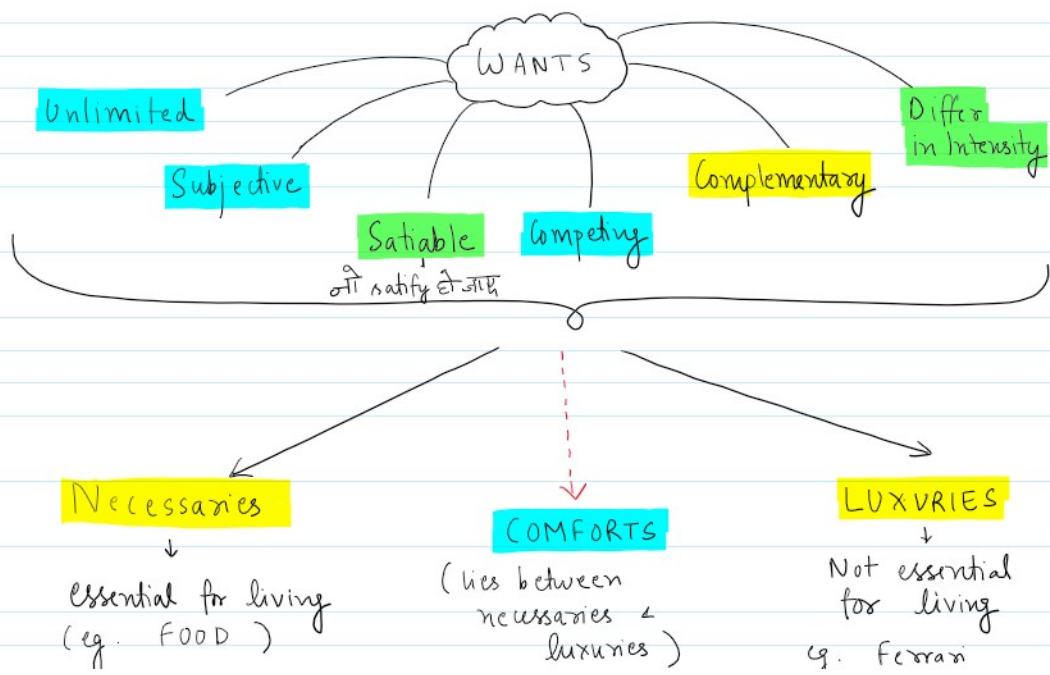 WANTS
Unlimited
Subjective
Satiable
जो satify हो जाए
Competing
Complementary
Differ
in Intensity
Necessaries
essential for living
(eg. FOOD)
COMFORTS
(lies between
necessaries &
luxuries)
LUXURIES
Not essential
for living
eg. Ferrari